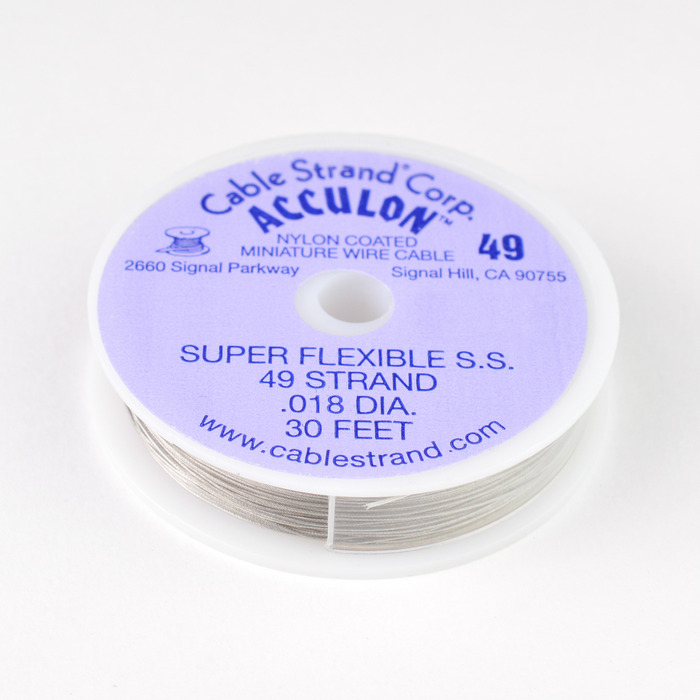 Cable Strand® Corp.
ACCULON™
NYLON COATED
MINIATURE WIRE CABLE
49
2660 Signal Parkway
Signal Hill, CA 90755
SUPER FLEXIBLE S.S.
49 STRAND
.018 DIA.
30 FEET
www.cablestrand.com